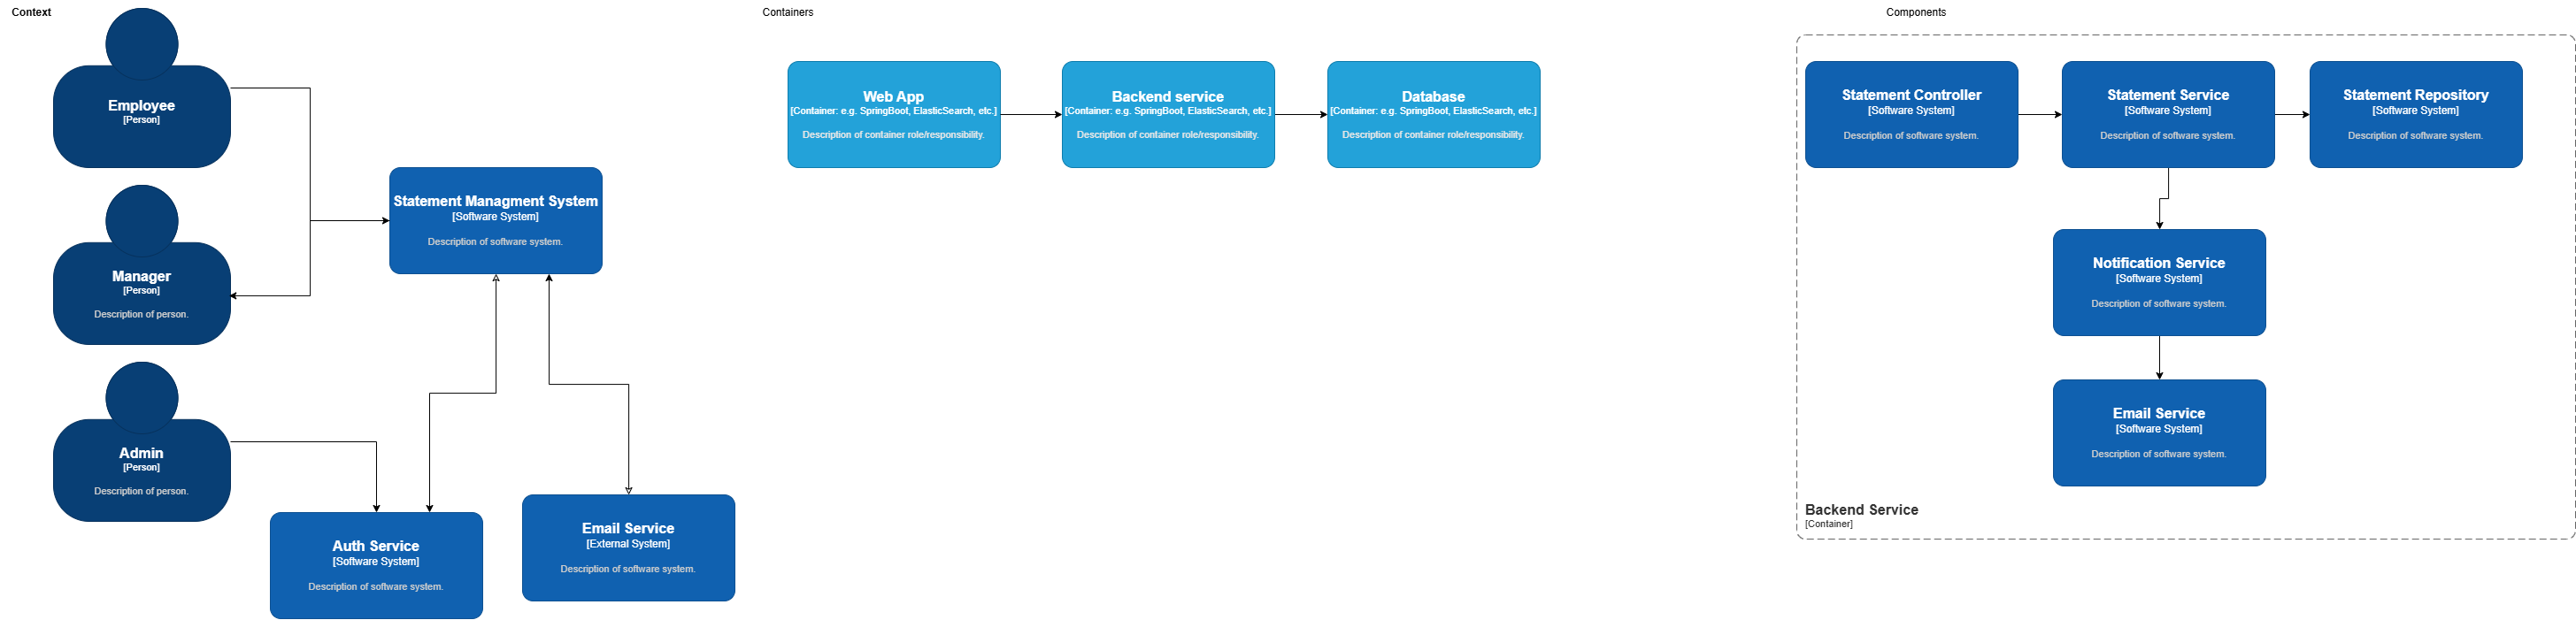 Context
Employee
[Person]
Manager
[Person]
Description of person.
Admin
[Person]
Description of person.
Statement Managment System
[Software System]
Description of software system.
Auth Service
[Software System]
Description of software system.
Email Service
[External System]
Description of software system.
Containers
Web App
[Container: e.g. SpringBoot, ElasticSearch, etc.]
Description of container role/responsibility.
Backend service
[Container: e.g. SpringBoot, ElasticSearch, etc.]
Description of container role/responsibility.
Database
[Container: e.g. SpringBoot, ElasticSearch, etc.]
Description of container role/responsibility.
Components
Statement Controller
[Software System]
Description of software system.
Statement Service
[Software System]
Description of software system.
Statement Repository
[Software System]
Description of software system.
Notification Service
[Software System]
Description of software system.
Email Service
[Software System]
Description of software system.
Backend Service
[Container]